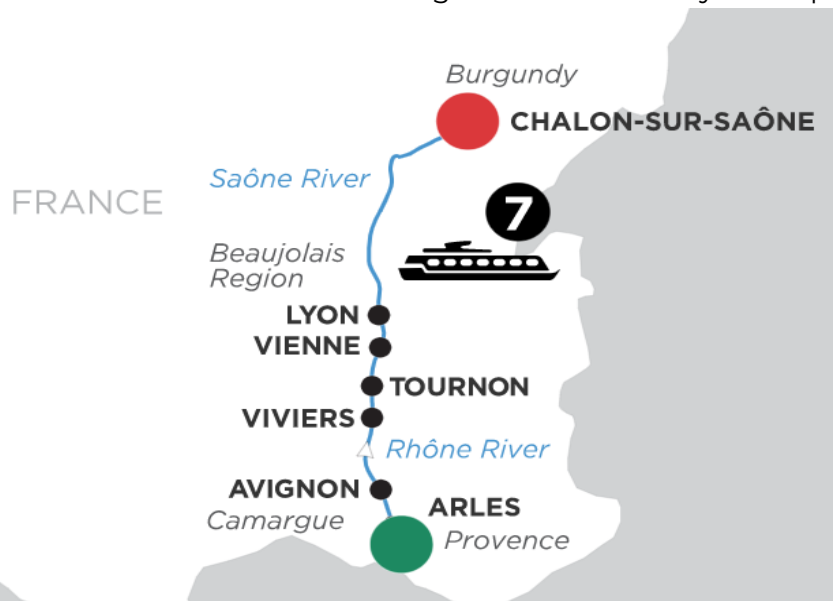 Burgundy
CHALON-SUR-SAÔNE
Saône River
FRANCE
7
Beaujolais
Region
LYON
VIENNE
TOURNON
VIVIERS
Rhône River
AVIGNON
ARLES
Camargue
Provence